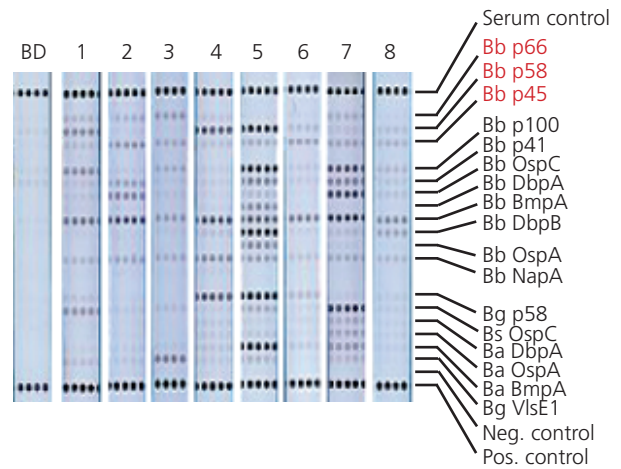 Serum control
BD 1 2 3 4 5 6 7 8
Bb p66
Bb p58
Bb p45
Bb p100
Bb p41
Bb OspC
Bb DbpA
Bb BmpA
Bb DbpB
Bb OspA
Bb NapA
Bg p58
Bs OspC
Ba DbpA
Ba OspA
Ba BmpA
Bg VlsE1
Neg. control
Pos. control